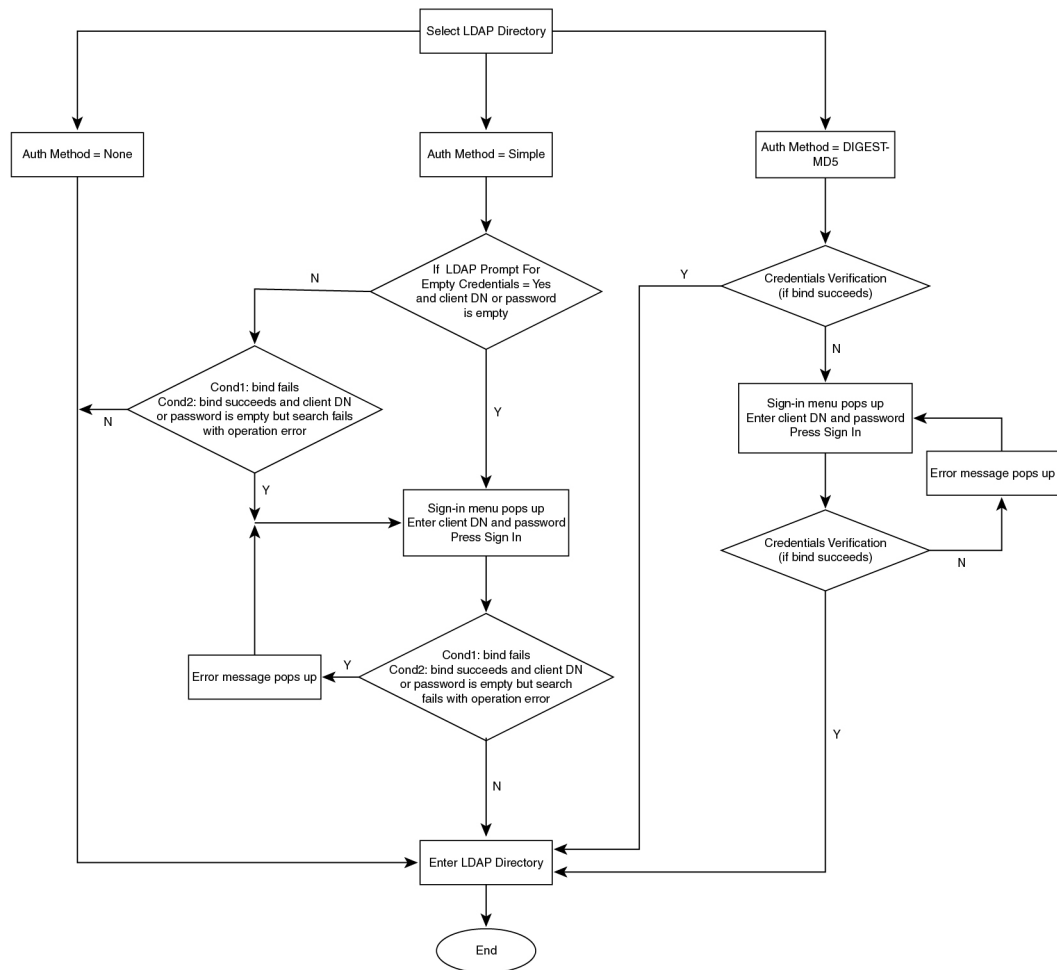 Select LDAP Directory
Auth Method = None
Auth Method = Simple
Auth Method = DIGEST-
MD5
If LDAP Prompt For
Empty Credentials = Yes
and client DN or password
is empty
N
Y
Credentials Verification
(if bind succeeds)
Y
N
Cond1: bind fails
Cond2: bind succeeds and client DN
or password is empty but search fails
with operation error
N
Y
Sign-in menu pops up
Enter client DN and password
Press Sign In
Sign-in menu pops up
Enter client DN and password
Press Sign In
Error message pops up
Credentials Verification
(if bind succeeds)
N
Y
Cond1: bind fails
Cond2: bind succeeds and client DN
or password is empty but search
fails with operation error
Y
Error message pops up
N
Enter LDAP Directory
End